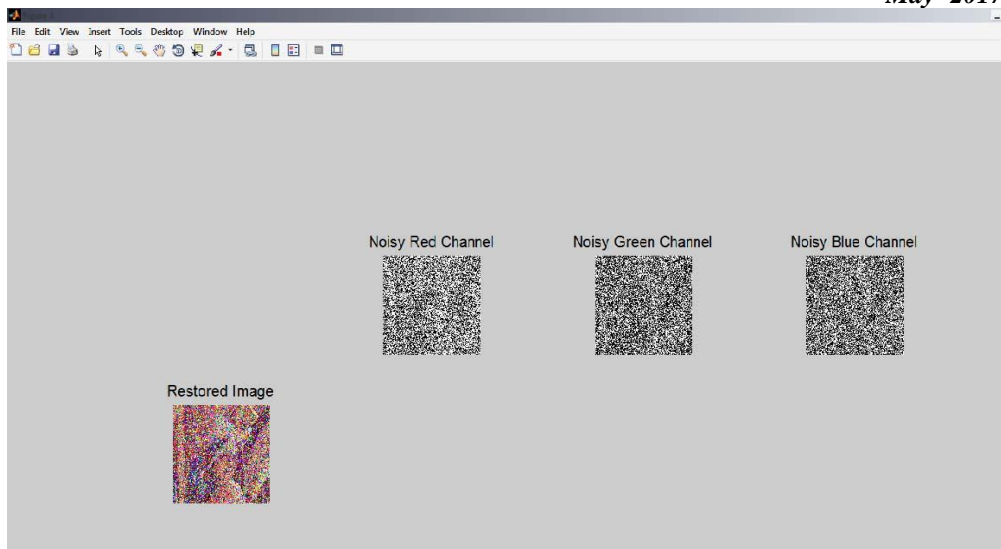 May 2017
File Edit View Insert Tools Desktop Window Help
Noisy Red Channel Noisy Green Channel Noisy Blue Channel
Restored Image